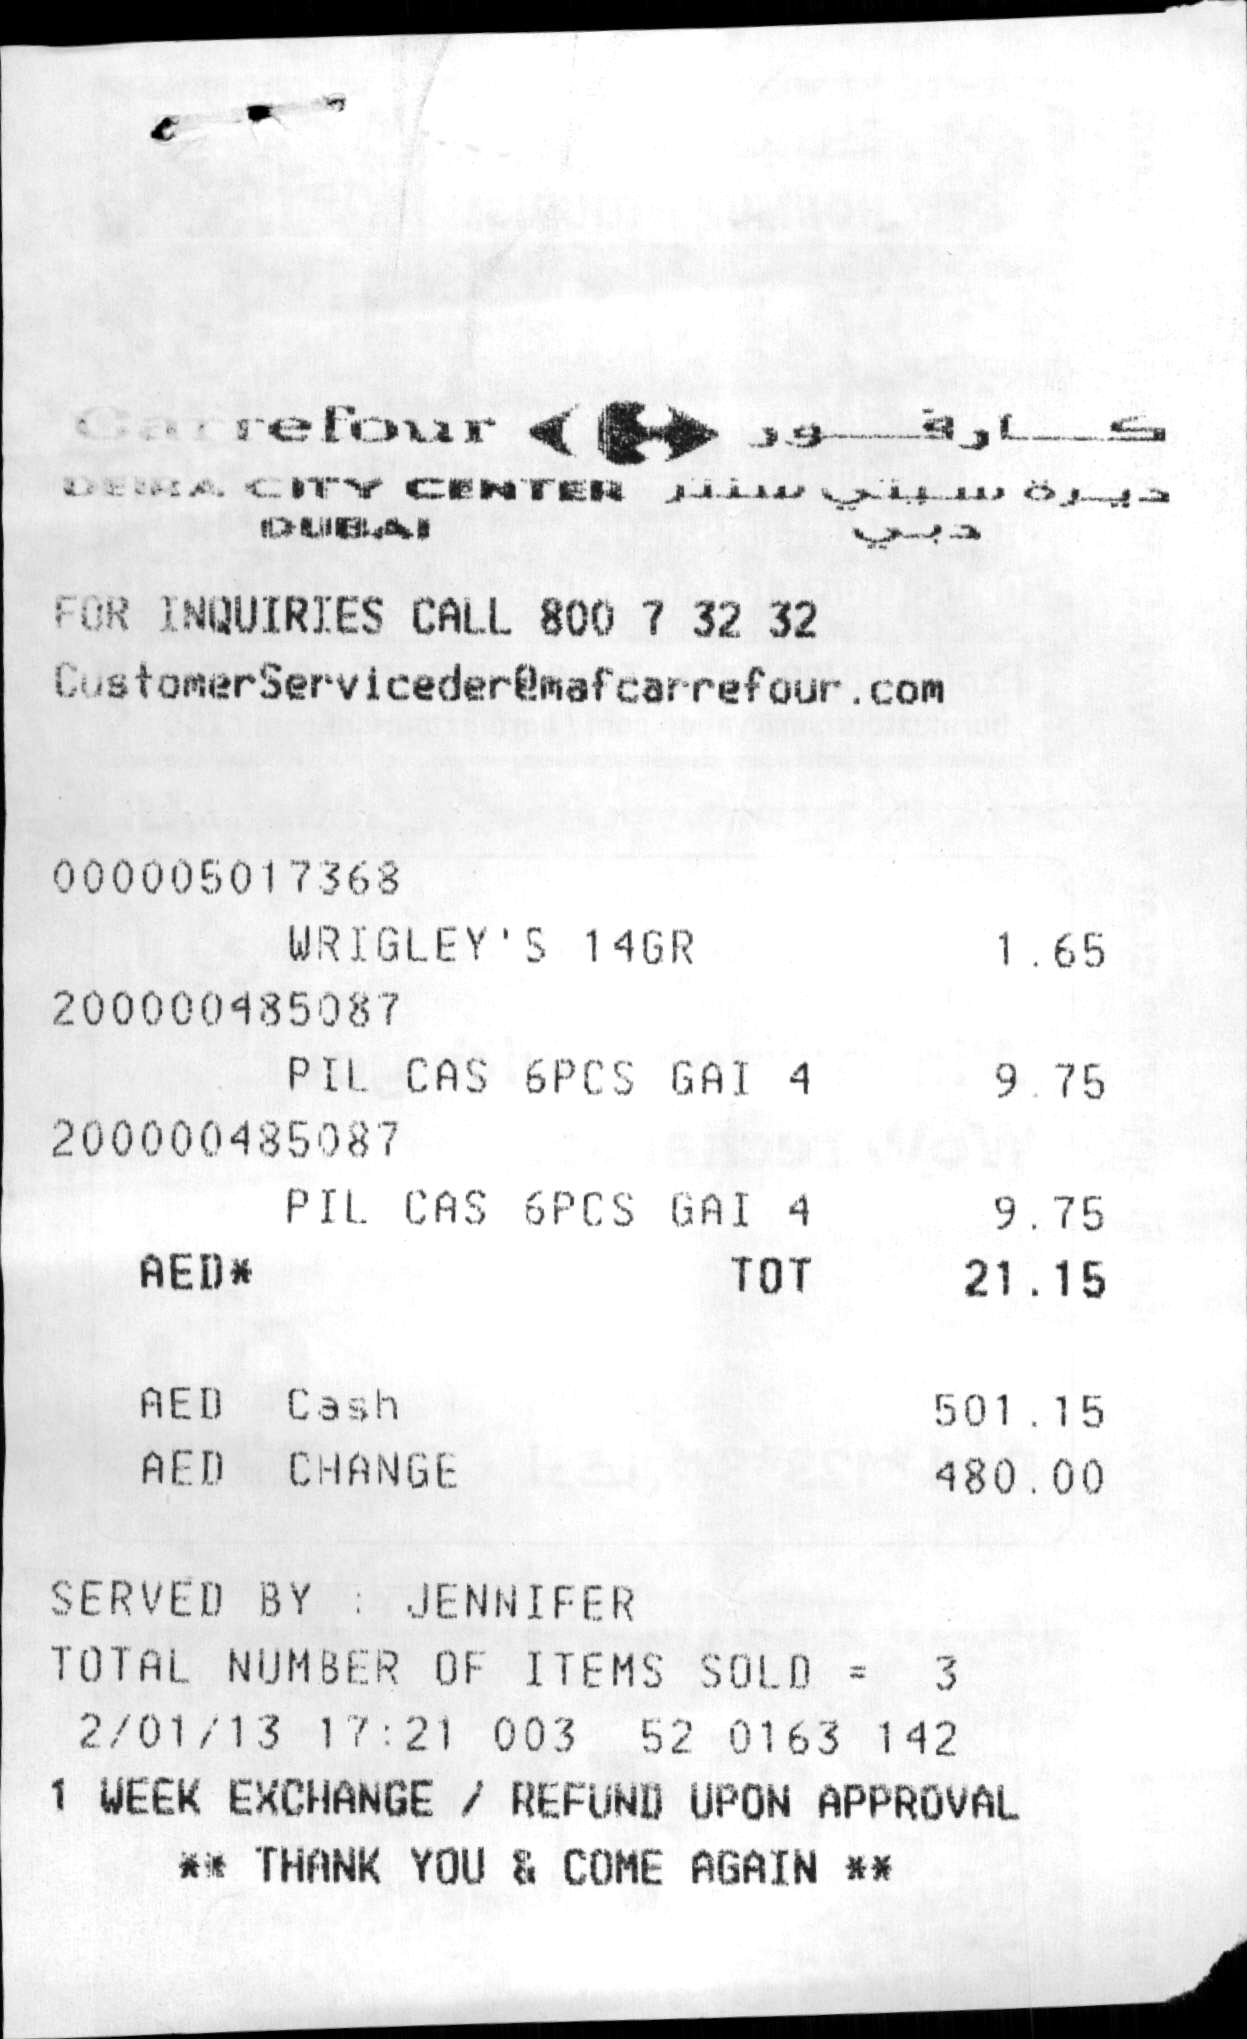 Carrefour كارفور
DEIRA CITY CENTER ديرة سيتي سنتر
DUBAI دبي
FOR INQUIRIES CALL 800 7 32 32
CustomerServiceder@mafcarrefour.com
000005017368
WRIGLEY'S 14GR 1.65
200000485087
PIL CAS 6PCS GAI 4 9.75
200000485087
PIL CAS 6PCS GAI 4 9.75
AED* TOT 21.15
AED Cash 501.15
AED CHANGE 480.00
SERVED BY : JENNIFER
TOTAL NUMBER OF ITEMS SOLD = 3
2/01/13 17:21 003 52 0163 142
1 WEEK EXCHANGE / REFUND UPON APPROVAL
** THANK YOU & COME AGAIN **